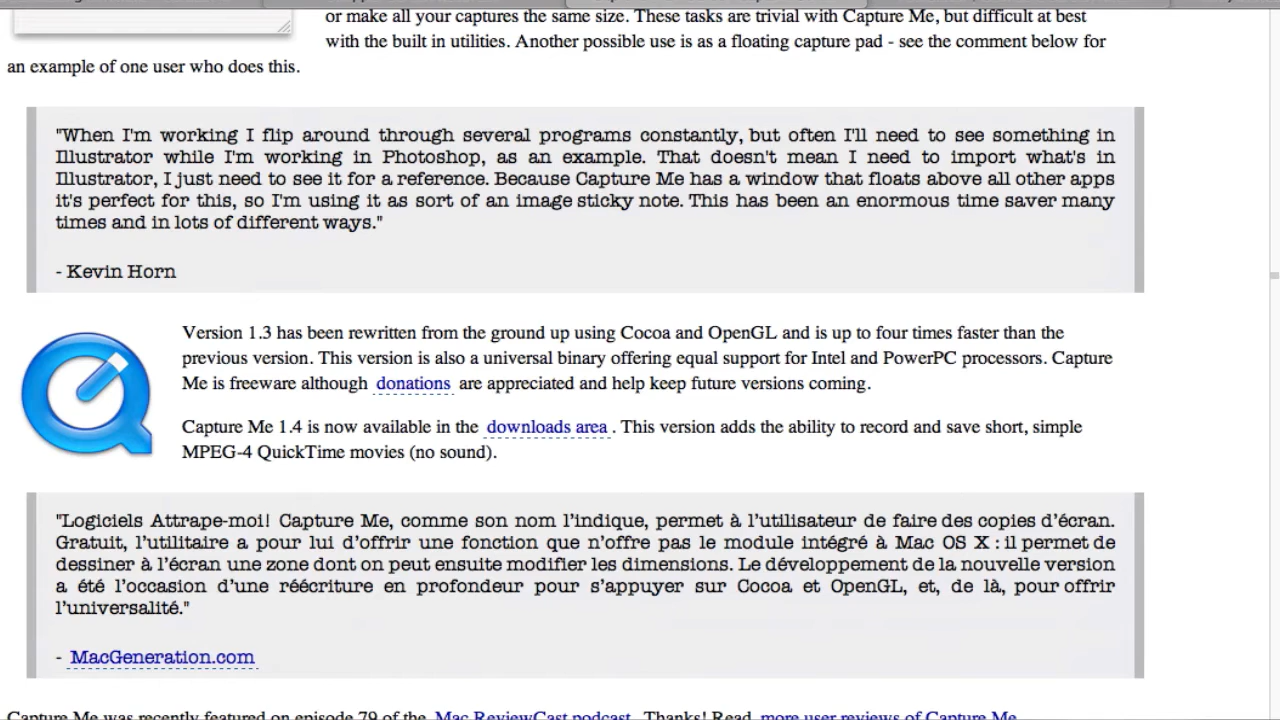 or make all your captures the same size. These tasks are trivial with Capture Me, but difficult at best
with the built in utilities. Another possible use is as a floating capture pad - see the comment below for
an example of one user who does this.
"When I'm working I flip around through several programs constantly, but often I'll need to see something in
Illustrator while I'm working in Photoshop, as an example. That doesn't mean I need to import what's in
Illustrator, I just need to see it for a reference. Because Capture Me has a window that floats above all other apps
it's perfect for this, so I'm using it as sort of an image sticky note. This has been an enormous time saver many
times and in lots of different ways."
- Kevin Horn
Version 1.3 has been rewritten from the ground up using Cocoa and OpenGL and is up to four times faster than the
previous version. This version is also a universal binary offering equal support for Intel and PowerPC processors. Capture
Me is freeware although donations are appreciated and help keep future versions coming.
Capture Me 1.4 is now available in the downloads area . This version adds the ability to record and save short, simple
MPEG-4 QuickTime movies (no sound).
"Logiciels Attrape-moi! Capture Me, comme son nom l'indique, permet à l'utilisateur de faire des copies d'écran.
Gratuit, l'utilitaire a pour lui d'offrir une fonction que n'offre pas le module intégré à Mac OS X : il permet de
dessiner à l'écran une zone dont on peut ensuite modifier les dimensions. Le développement de la nouvelle version
a été l'occasion d'une réécriture en profondeur pour s'appuyer sur Cocoa et OpenGL, et, de là, pour offrir
l'universalité."
- MacGeneration.com
Capture Me was recently featured on episode 79 of the Mac ReviewCast podcast. Thanks! Read more user reviews of Capture Me